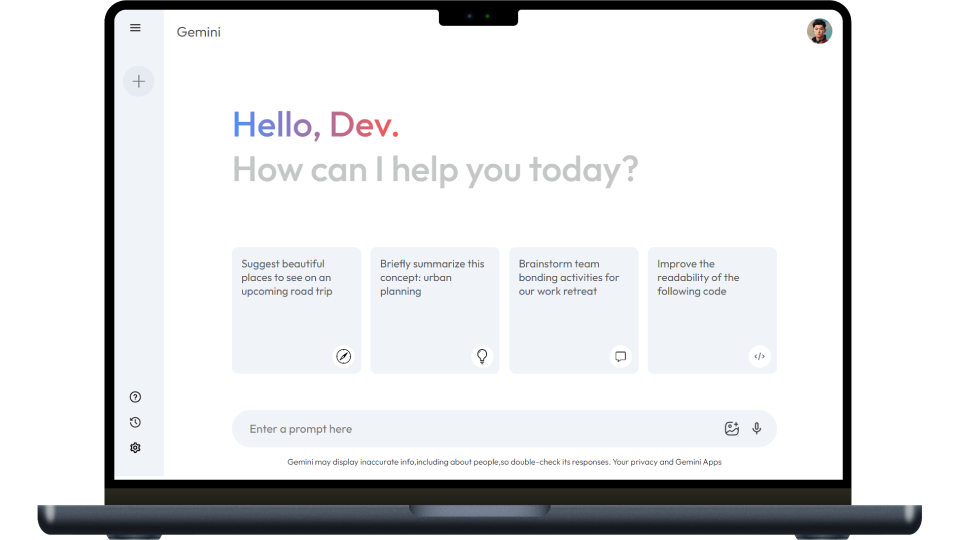 Gemini
Hello, Dev.
How can I help you today?
Suggest beautiful
places to see on an
upcoming road trip
Briefly summarize this
concept: urban
planning
Brainstorm team
bonding activities for
our work retreat
Improve the
readability of the
following code
Enter a prompt here
Gemini may display inaccurate info,including about people,so double-check its responses. Your privacy and Gemini Apps